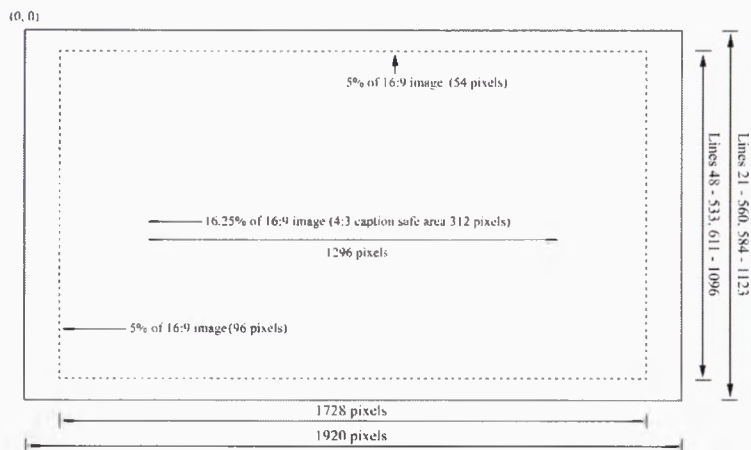 (0, 0)
5% of 16:9 image (54 pixels)
16.25% of 16:9 image (4:3 caption safe area 312 pixels)
1296 pixels
5% of 16:9 image (96 pixels)
1728 pixels
1920 pixels
Lines 48 - 533, 611 - 1096
Lines 21 - 560, 584 - 1123